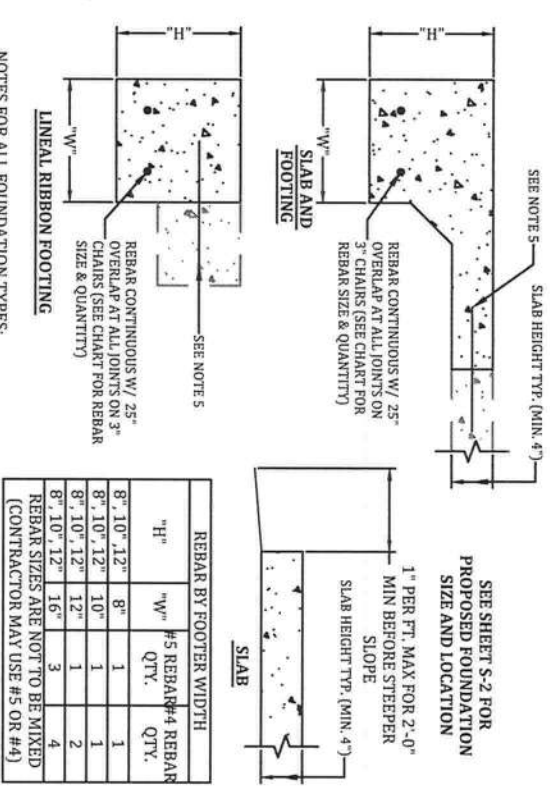 SEE NOTE 5
SLAB HEIGHT TYP. (MIN. 4")
"H"
"W"
SLAB AND
FOOTING
REBAR CONTINUOUS W/ 25"
OVERLAP AT ALL JOINTS ON
3" CHAIRS (SEE CHART FOR
REBAR SIZE & QUANTITY)
SEE SHEET S-2 FOR
PROPOSED FOUNDATION
SIZE AND LOCATION
1" PER FT. MAX FOR 2'-0"
MIN BEFORE STEEPER
SLOPE
SLAB HEIGHT TYP. (MIN. 4")
SLAB
"H"
"W"
SEE NOTE 5
REBAR CONTINUOUS W/ 25"
OVERLAP AT ALL JOINTS ON 3"
CHAIRS (SEE CHART FOR REBAR
SIZE & QUANTITY)
LINEAL RIBBON FOOTING
REBAR BY FOOTER WIDTH
"H" "W" #5 REBAR QTY. #4 REBAR QTY.
8", 10", 12" 8" 1 1
8", 10", 12" 10" 1 1
8", 10", 12" 12" 1 2
8", 10", 12" 16" 3 4
REBAR SIZES ARE NOT TO BE MIXED
(CONTRACTOR MAY USE #5 OR #4)
NOTES FOR ALL FOUNDATION TYPES: